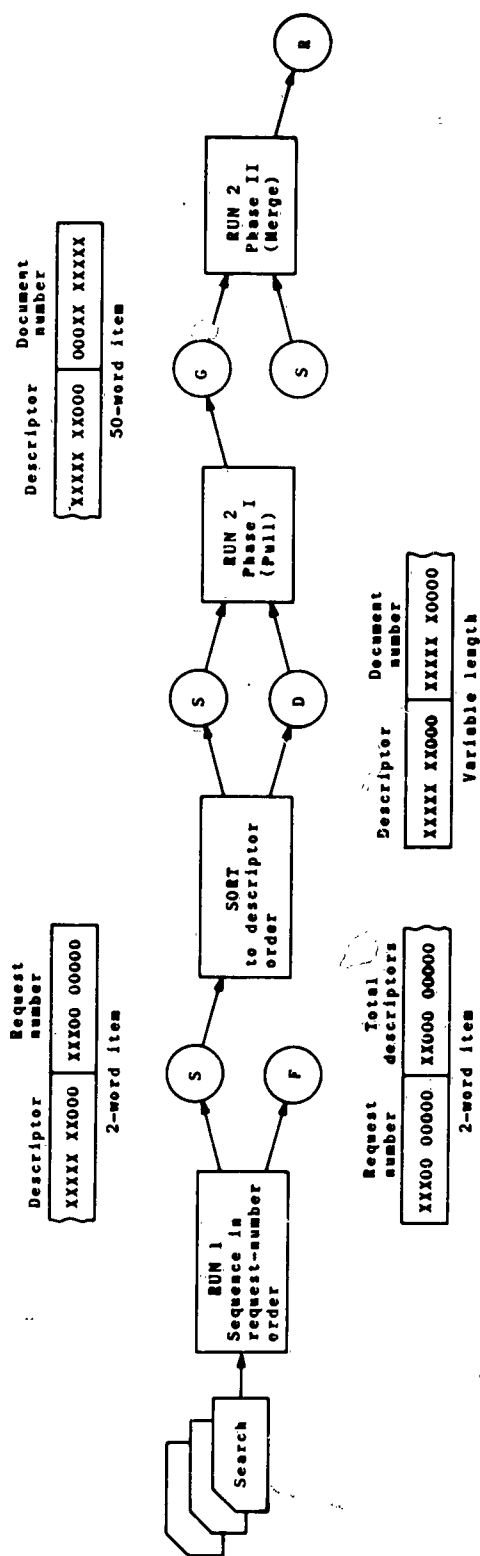 Search
RUN 1
Sequence in
request-number
order
S
F
Descriptor
Request
number
XXXXX XX000
XXX00 00000
2-word item
Request
number
Total
descriptors
XXX00 00000
XX000 00000
2-word item
SORT
to descriptor
order
S
D
Descriptor
Document
number
XXXXX XX000
XXXXX X0000
Variable length
RUN 2
Phase I
(Pull)
G
S
Descriptor
Document
number
XXXXX XX000
000XX XXXXX
50-word item
RUN 2
Phase II
(Merge)
R